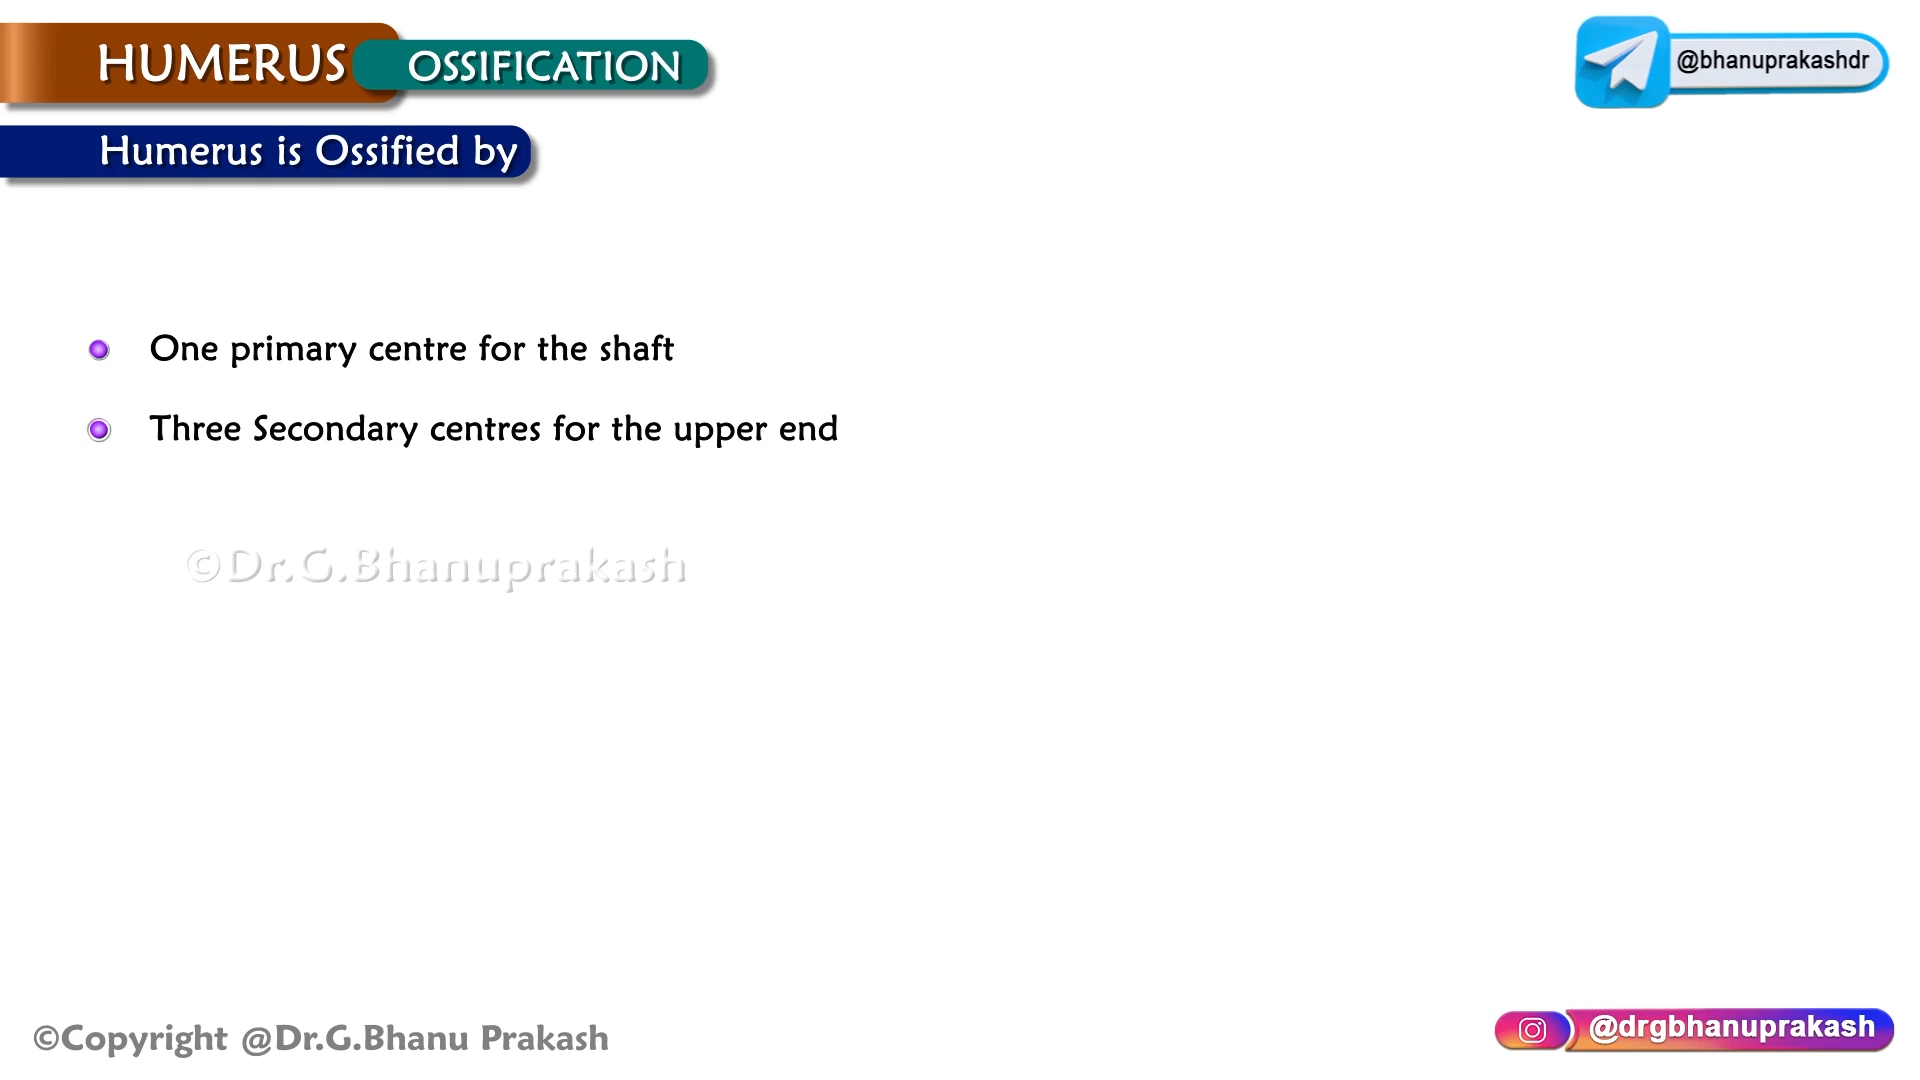 HUMERUS OSSIFICATION
@bhanuprakashdr
Humerus is Ossified by
One primary centre for the shaft
Three Secondary centres for the upper end
©Dr.G.Bhanuprakash
©Copyright @Dr.G.Bhanu Prakash
@drgbhanuprakash